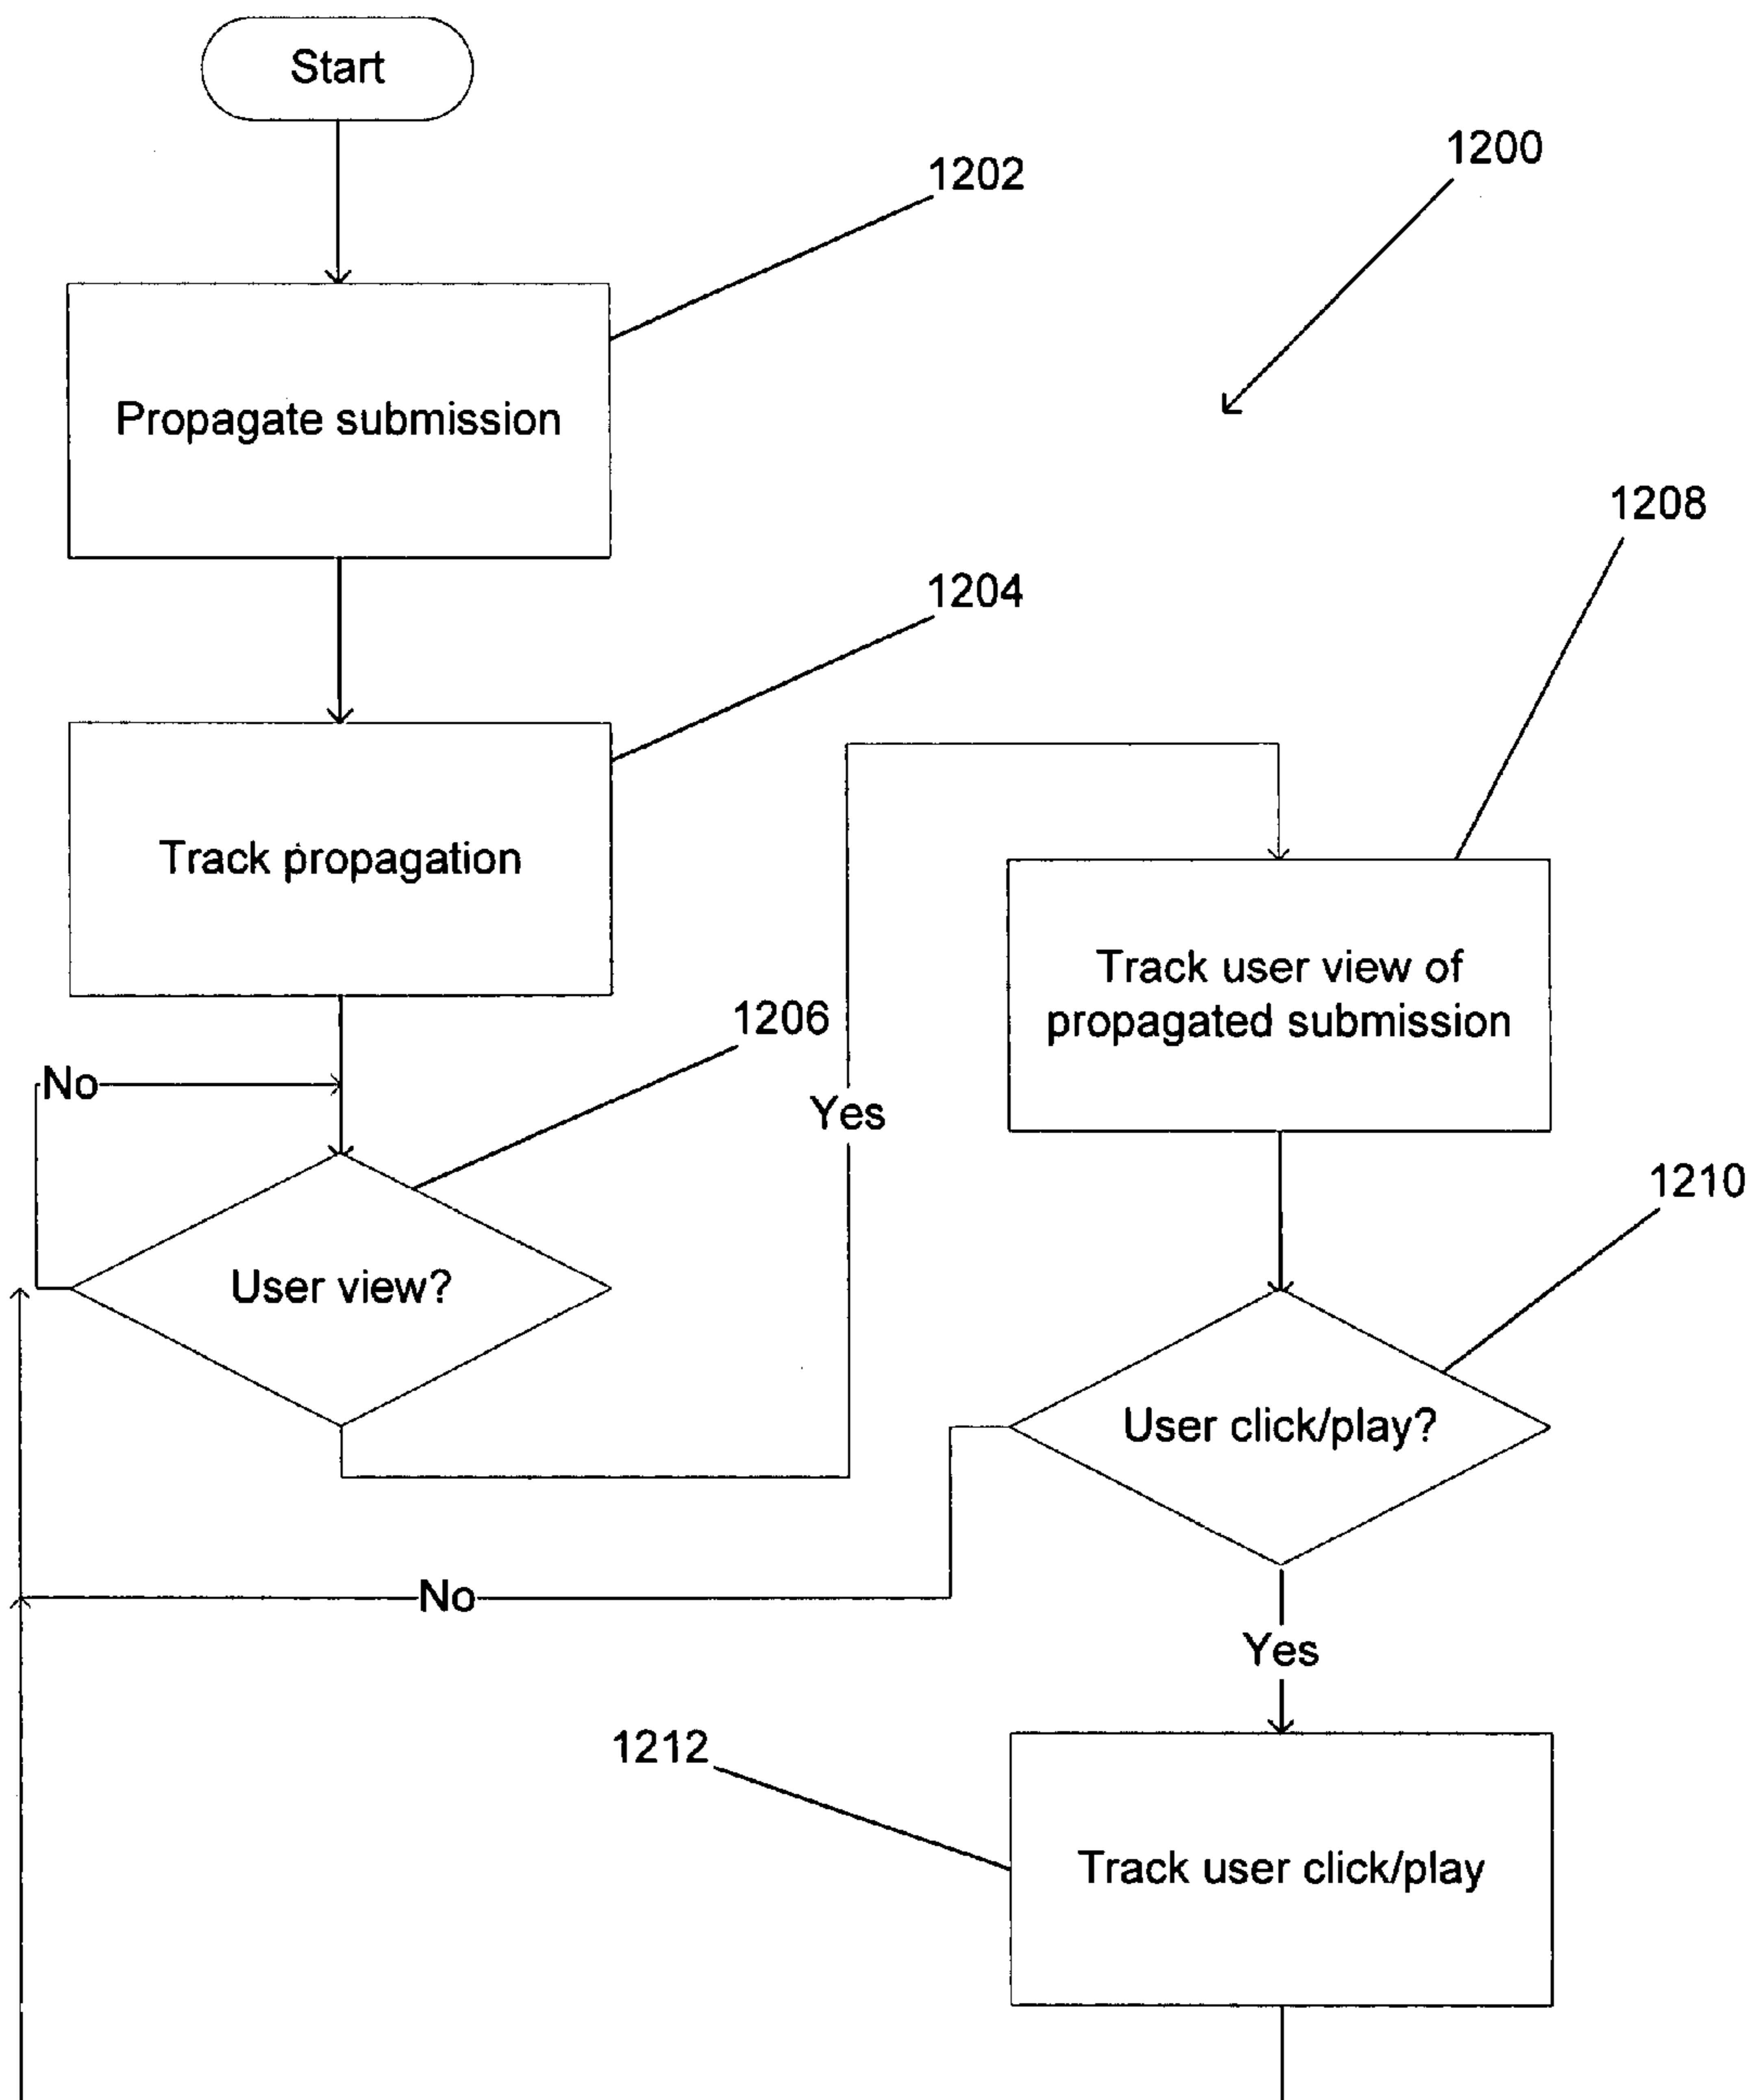 Start
1200
1202
Propagate submission
1208
1204
Track propagation
Track user view of
propagated submission
1206
No
Yes
1210
User view?
User click/play?
No
Yes
1212
Track user click/play